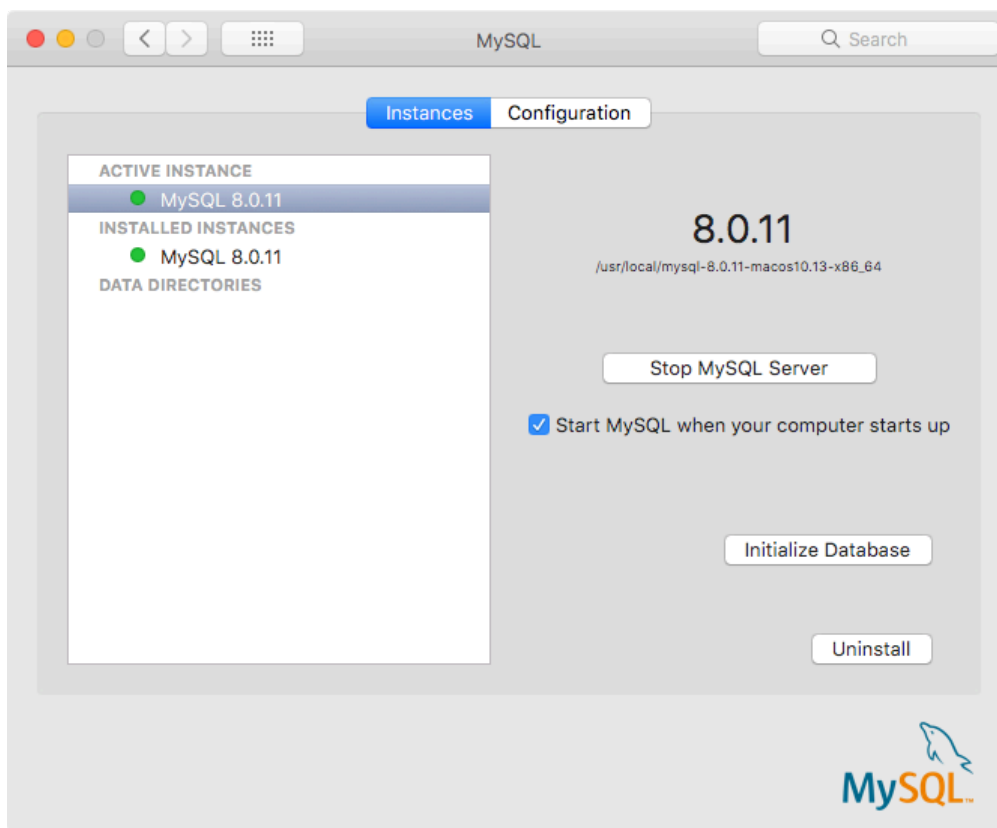 MySQL
Search
Instances
Configuration
ACTIVE INSTANCE
MySQL 8.0.11
INSTALLED INSTANCES
MySQL 8.0.11
DATA DIRECTORIES
8.0.11
/usr/local/mysql-8.0.11-macos10.13-x86_64
Stop MySQL Server
Start MySQL when your computer starts up
Initialize Database
Uninstall
MySQL™